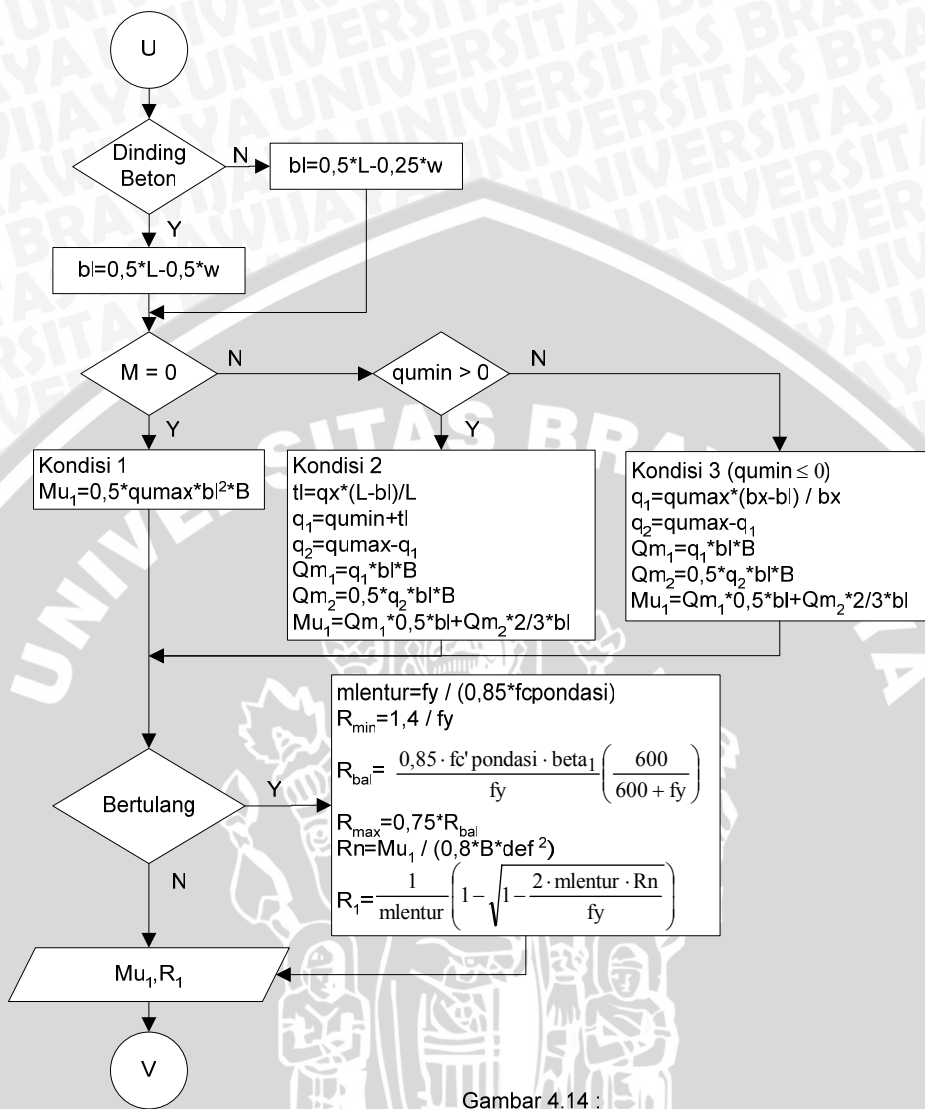 U
Dinding
Beton
N
bl=0,5*L-0,25*w
Y
bl=0,5*L-0,5*w
M = 0
N
qumin > 0
N
Y
Y
Kondisi 1
Mu₁=0,5*qumax*bl²*B
Kondisi 2
tl=qx*(L-bl)/L
q₁=qumin+tl
q₂=qumax-q₁
Qm₁=q₁*bl*B
Qm₂=0,5*q₂*bl*B
Mu₁=Qm₁*0,5*bl+Qm₂*2/3*bl
Kondisi 3 (qumin ≤ 0)
q₁=qumax*(bx-bl) / bx
q₂=qumax-q₁
Qm₁=q₁*bl*B
Qm₂=0,5*q₂*bl*B
Mu₁=Qm₁*0,5*bl+Qm₂*2/3*bl
Bertulang
Y
N
mlentur=fy / (0,85*fcpondasi)
R_min=1,4 / fy
R_bal= (0,85 · fc' pondasi · beta₁)/fy (600/(600 + fy))
R_max=0,75*R_bal
Rn=Mu₁ / (0,8*B*def ²)
R₁=1/mlentur (1-√(1-(2 · mlentur · Rn)/fy))
Mu₁,R₁
V
Gambar 4.14 :
UNIVERSITAS BRAWIJAYA